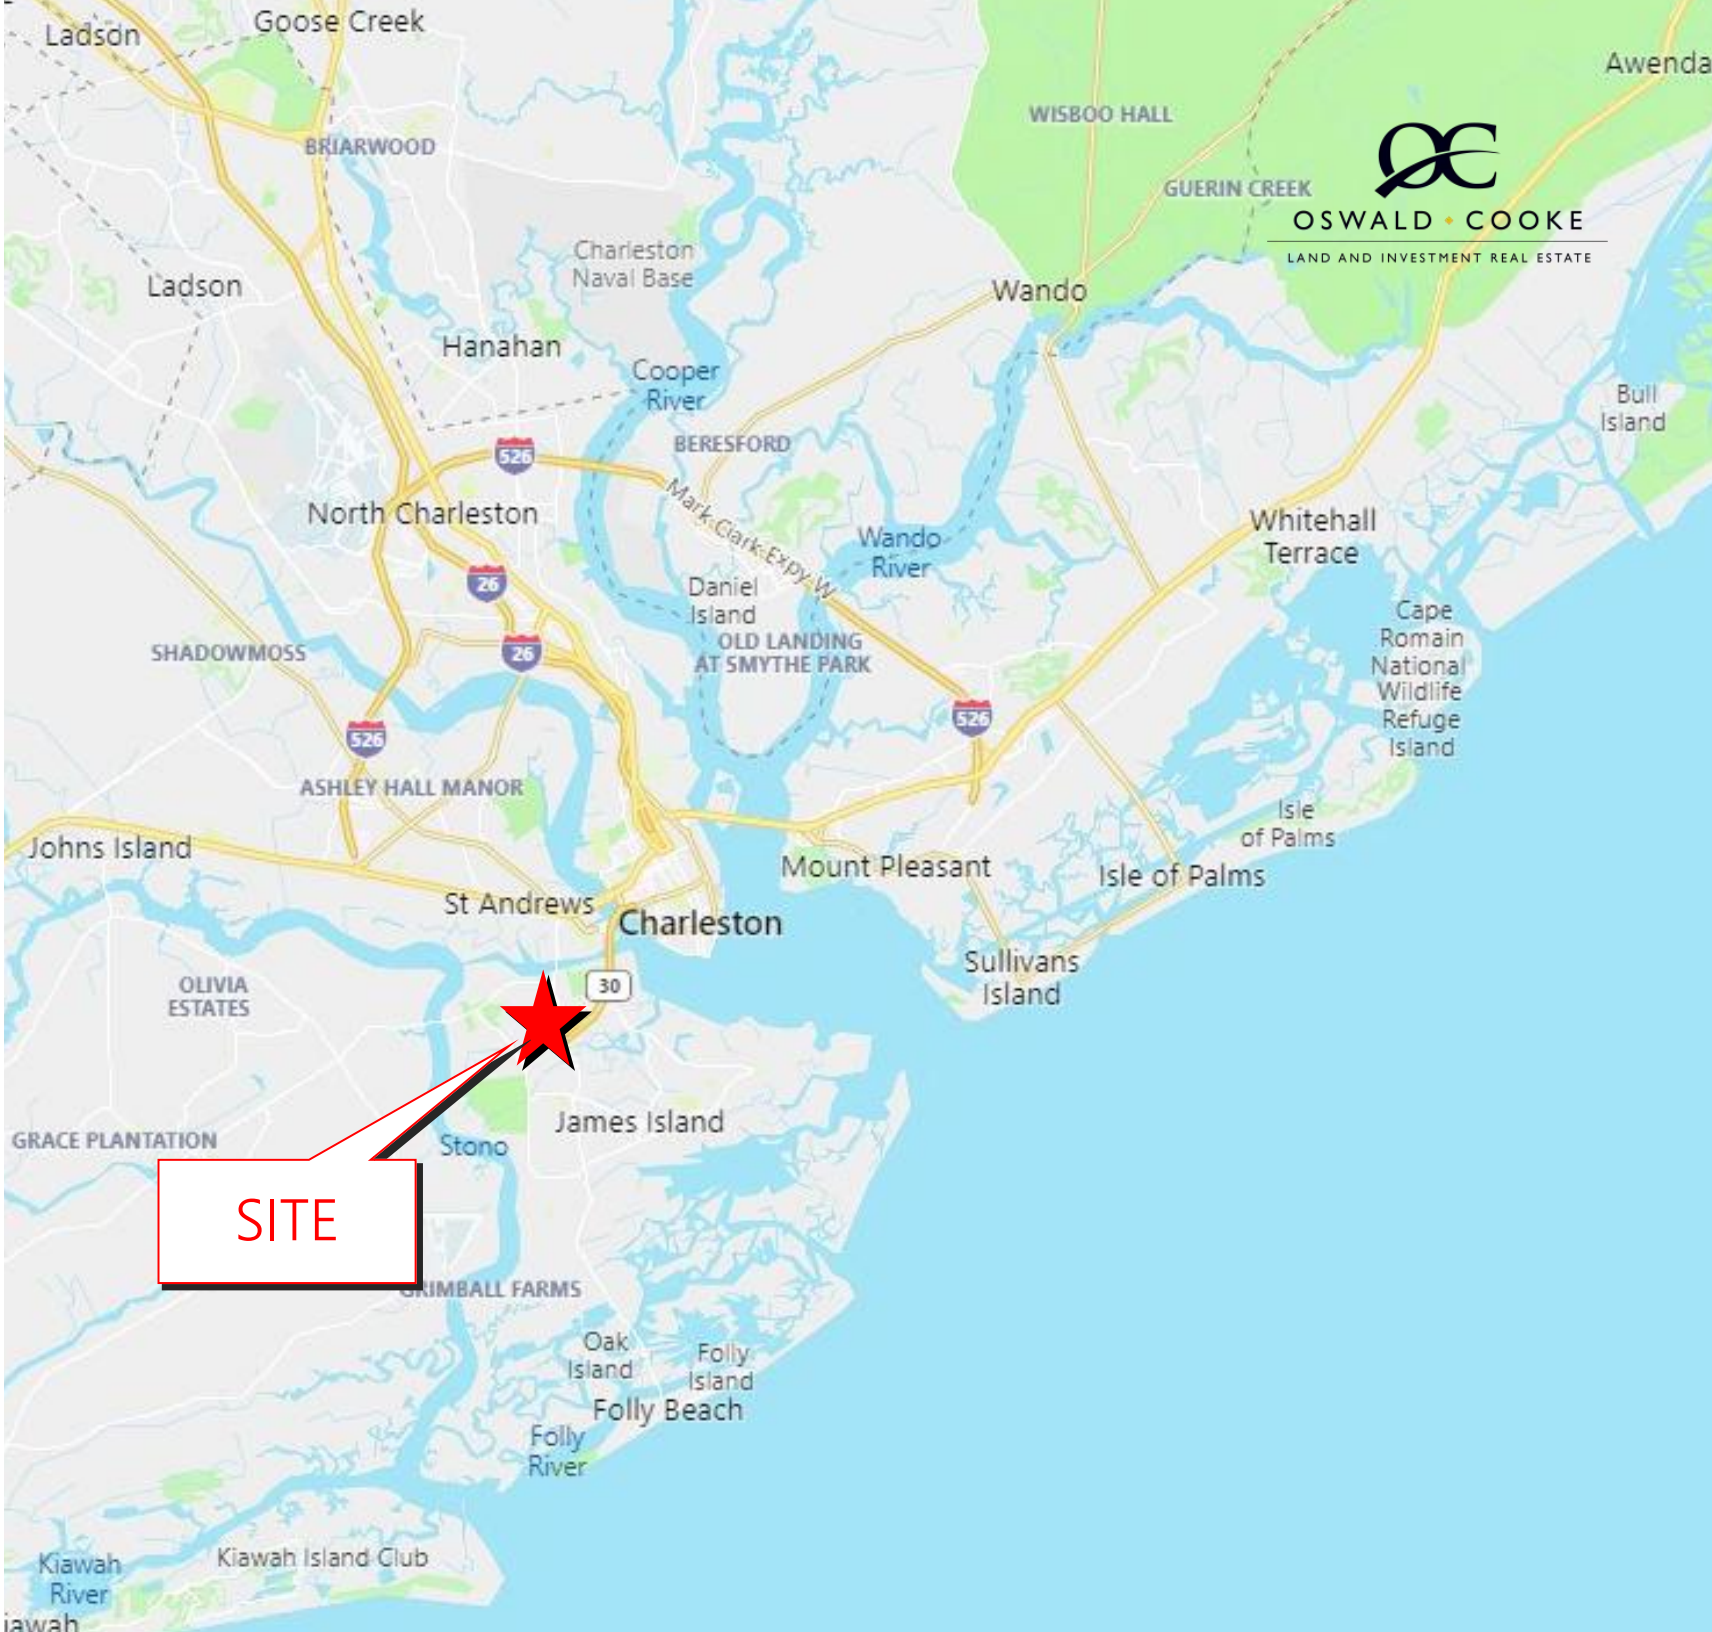 Ladson
Goose Creek
Awenda
WISBOO HALL
BRIARWOOD
GUERIN CREEK
OSWALD COOKE
LAND AND INVESTMENT REAL ESTATE
Charleston
Naval Base
Ladson
Wando
Hanahan
Cooper
River
Bull
Island
BERESFORD
526
Mark Clark Expy W
North Charleston
Whitehall
Terrace
Wando
River
26
Daniel
Island
Cape
Romain
National
Wildlife
Refuge
Island
OLD LANDING
AT SMYTHE PARK
SHADOWMOSS
26
526
526
ASHLEY HALL MANOR
Isle
of Palms
Johns Island
Mount Pleasant
Isle of Palms
St Andrews
Charleston
Sullivans
Island
OLIVIA
ESTATES
30
James Island
GRACE PLANTATION
Stono
SITE
GRIMBALL FARMS
Oak
Island
Folly
Island
Folly Beach
Folly
River
Kiawah
River
Kiawah Island Club
iawah